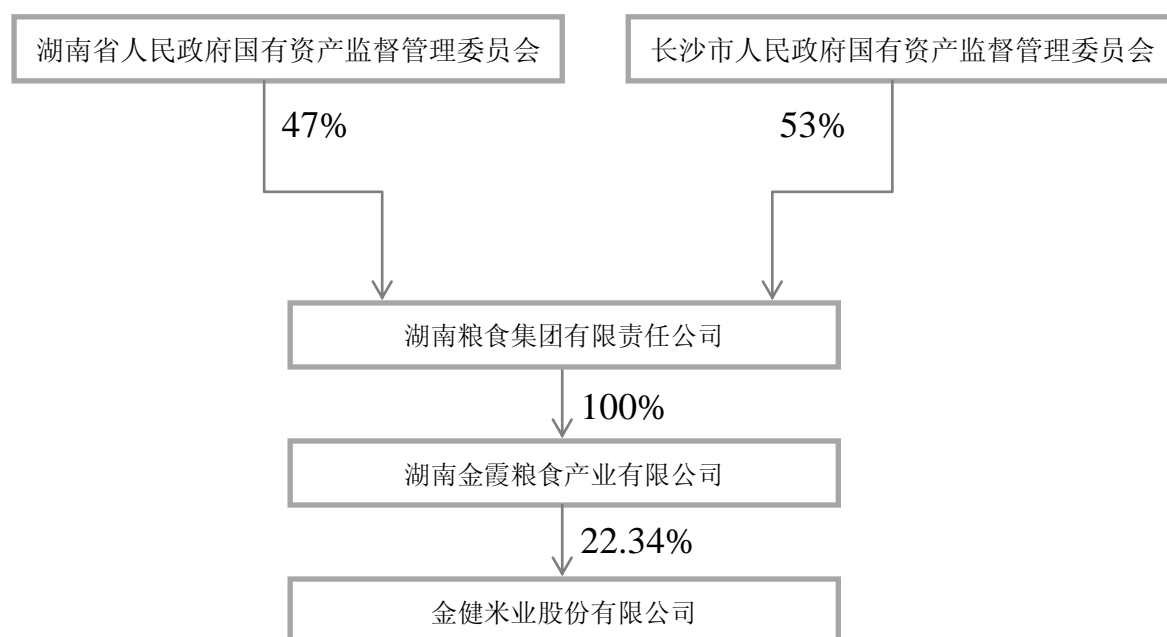 湖南省人民政府国有资产监督管理委员会
长沙市人民政府国有资产监督管理委员会
47%
53%
湖南粮食集团有限责任公司
100%
湖南金霞粮食产业有限公司
22.34%
金健米业股份有限公司